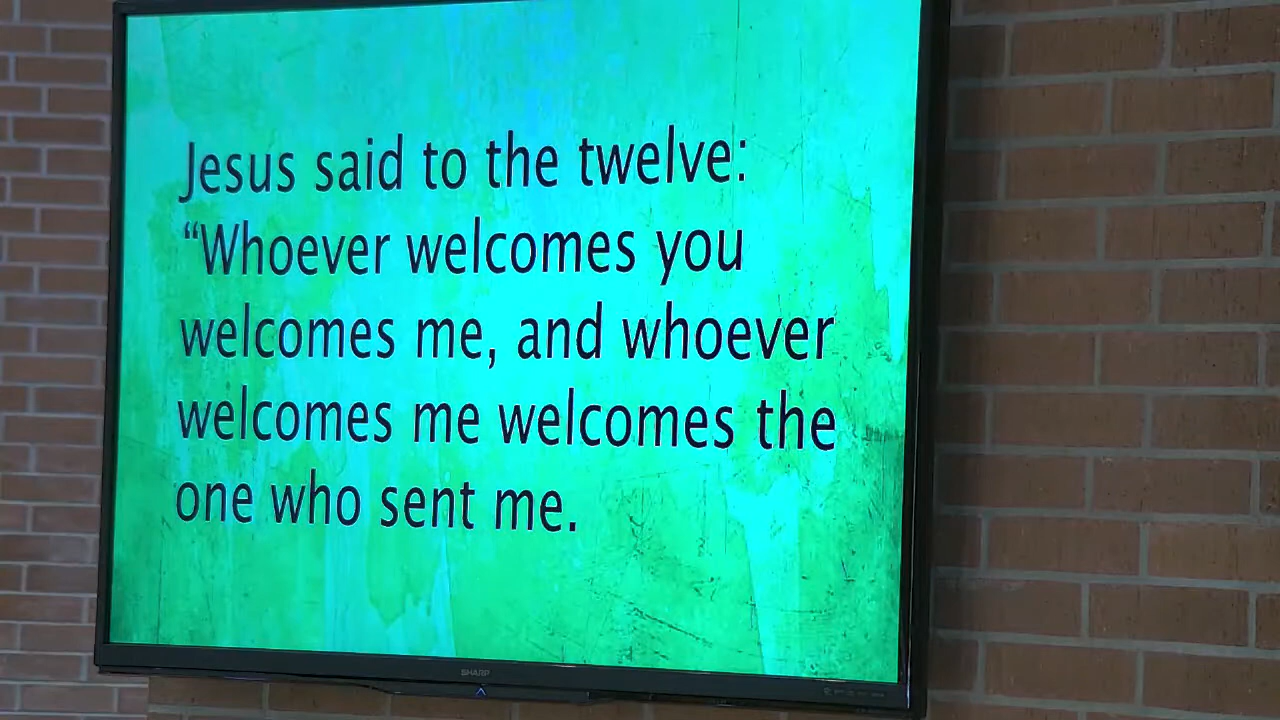 Jesus said to the twelve:
“Whoever welcomes you
welcomes me, and whoever
welcomes me welcomes the
one who sent me.
SHARP